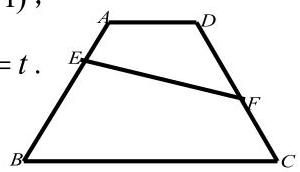 1) ,
A D
= t .
E
F
B C